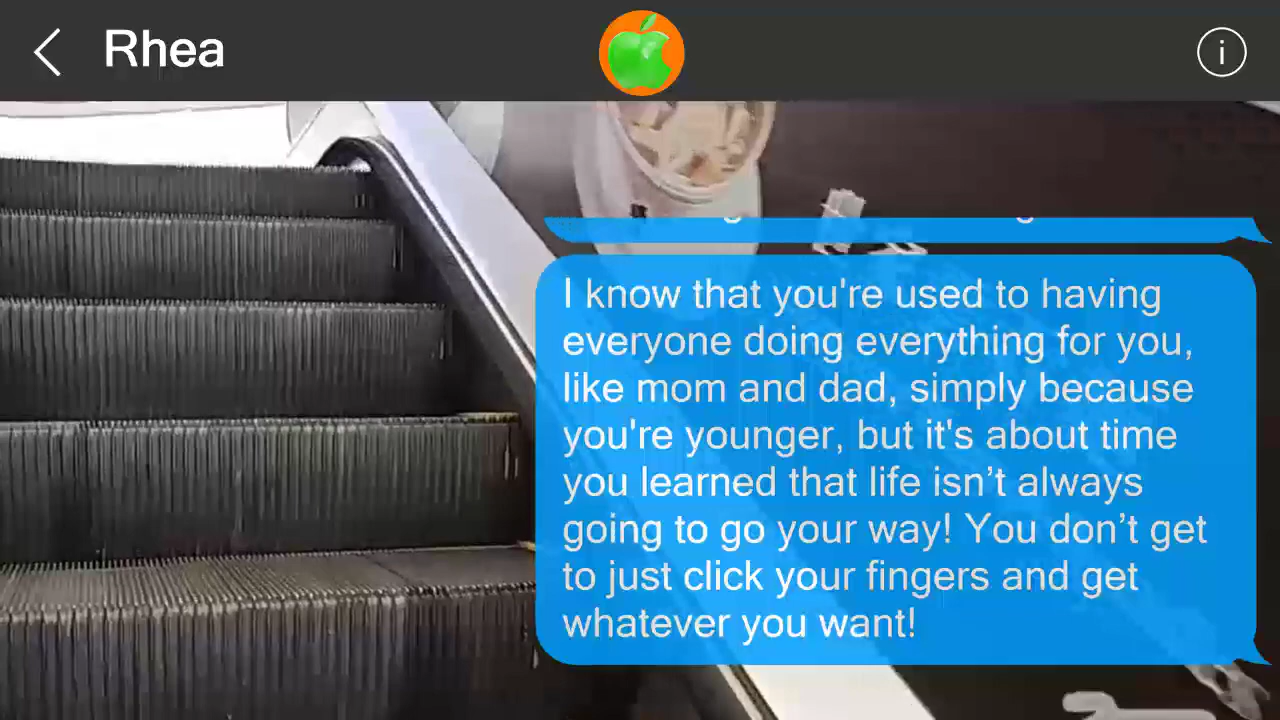 Rhea
i
I know that you're used to having
everyone doing everything for you,
like mom and dad, simply because
you're younger, but it's about time
you learned that life isn’t always
going to go your way! You don’t get
to just click your fingers and get
whatever you want!